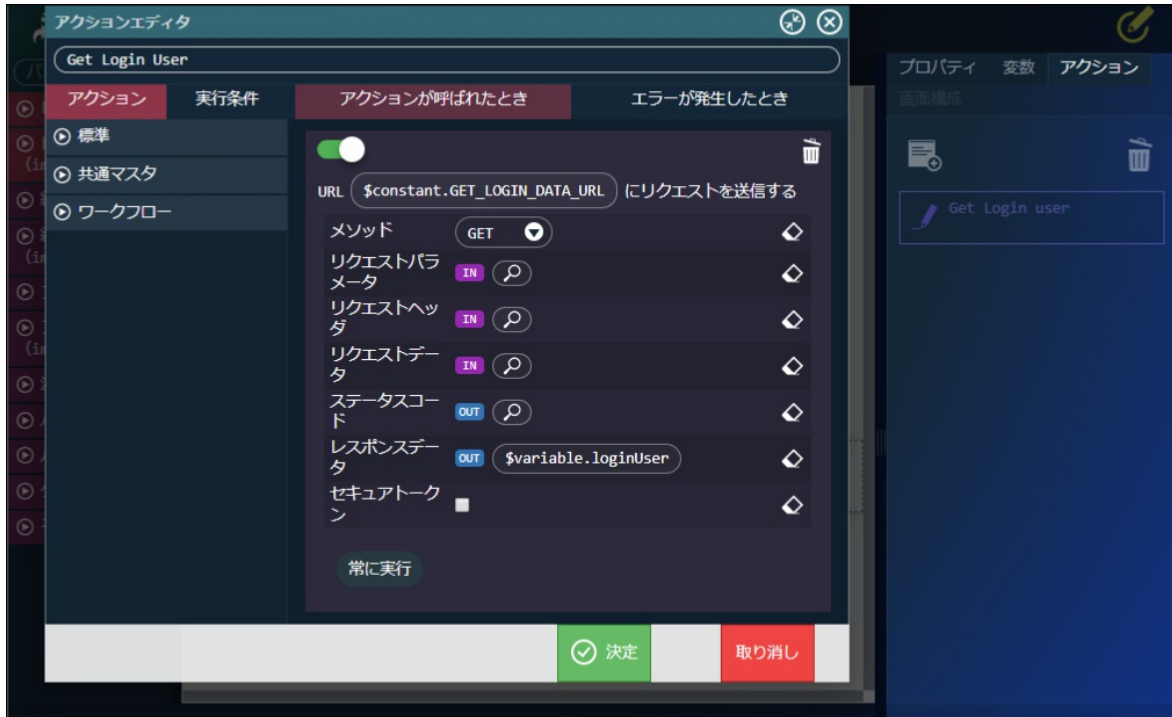 アクションエディタ
Get Login User
アクション 実行条件 アクションが呼ばれたとき エラーが発生したとき
標準
共通マスタ
ワークフロー
URL $constant.GET_LOGIN_DATA_URL にリクエストを送信する
メソッド GET
リクエストパラ
メータ IN
リクエストヘッ
ダ IN
リクエストデー
タ IN
ステータスコー
ド OUT
レスポンスデー
タ OUT $variable.loginUser
セキュアトーク
ン
常に実行
決定 取り消し
プロパティ 変数 アクション
画面構成
Get Login user